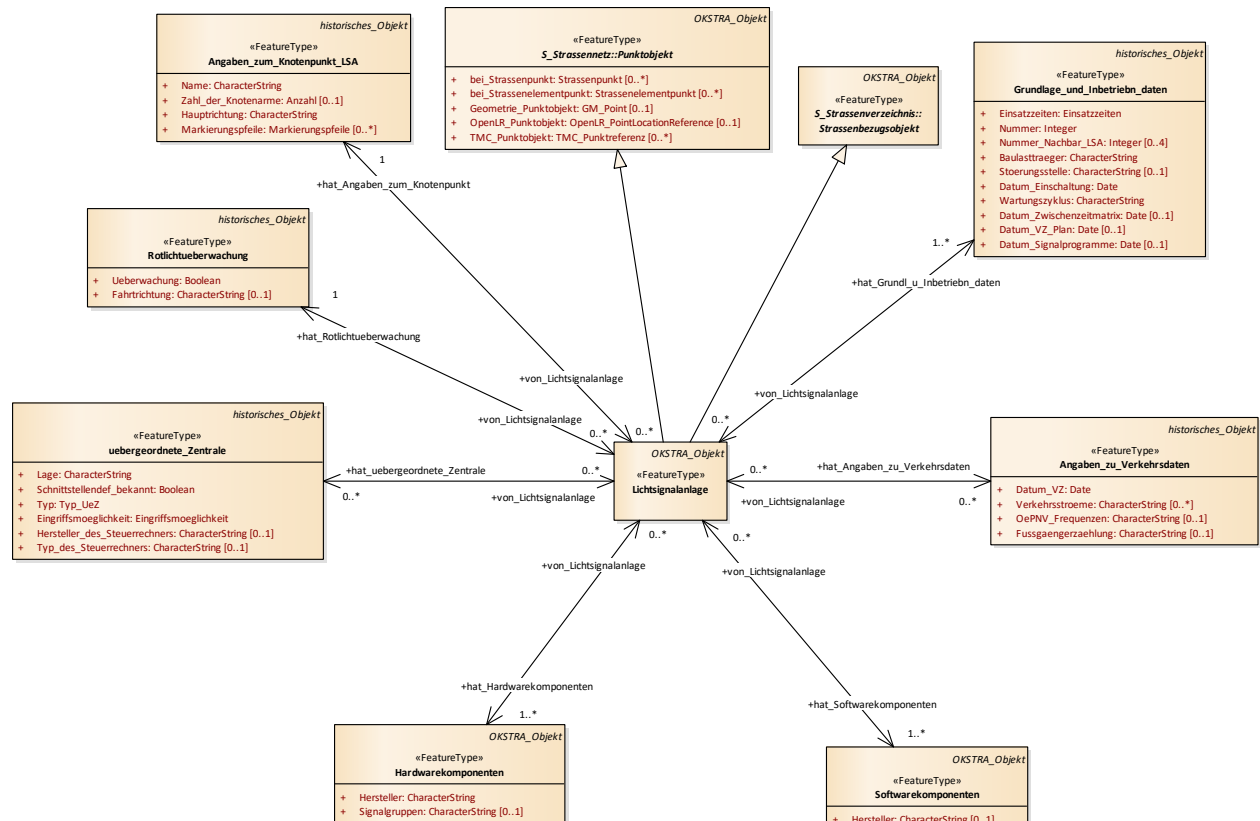 historisches_Objekt
«FeatureType»
Angaben_zum_Knotenpunkt_LSA
+ Name: CharacterString
+ Zahl_der_Knotenarme: Anzahl [0..1]
+ Hauptrichtung: CharacterString
+ Markierungspfeile: Markierungspfeile [0..*]
OKSTRA_Objekt
«FeatureType»
S_Strassennetz::Punktobjekt
+ bei_Strassenpunkt: Strassenpunkt [0..*]
+ bei_Strassenelementpunkt: Strassenelementpunkt [0..*]
+ Geometrie_Punktobjekt: GM_Point [0..1]
+ OpenLR_Punktobjekt: OpenLR_PointLocationReference [0..1]
+ TMC_Punktobjekt: TMC_Punktreferenz [0..*]
OKSTRA_Objekt
«FeatureType»
S_Strassenverzeichnis::
Strassenbezugsobjekt
historisches_Objekt
«FeatureType»
Grundlage_und_Inbetriebn_daten
+ Einsatzzeiten: Einsatzzeiten
+ Nummer: Integer
+ Nummer_Nachbar_LSA: Integer [0..4]
+ Baulasttraeger: CharacterString
+ Stoerungsstelle: CharacterString [0..1]
+ Datum_Einschaltung: Date
+ Wartungszyklus: CharacterString
+ Datum_Zwischenzeitmatrix: Date [0..1]
+ Datum_VZ_Plan: Date [0..1]
+ Datum_Signalprogramme: Date [0..1]
1
+hat_Angaben_zum_Knotenpunkt
historisches_Objekt
«FeatureType»
Rotlichtueberwachung
+ Ueberwachung: Boolean
+ Fahrtrichtung: CharacterString [0..1]
1
+hat_Rotlichtueberwachung
1..*
+hat_Grundl_u_Inbetriebn_daten
+von_Lichtsignalanlage
+von_Lichtsignalanlage
+von_Lichtsignalanlage
0..*
0..*
0..*
historisches_Objekt
«FeatureType»
uebergeordnete_Zentrale
+ Lage: CharacterString
+ Schnittstellendef_bekannt: Boolean
+ Typ: Typ_UeZ
+ Eingriffsmoeglichkeit: Eingriffsmoeglichkeit
+ Hersteller_des_Steuerrechners: CharacterString [0..1]
+ Typ_des_Steuerrechners: CharacterString [0..1]
+hat_uebergeordnete_Zentrale
0..*
0..*
+von_Lichtsignalanlage
OKSTRA_Objekt
«FeatureType»
Lichtsignalanlage
0..*
+hat_Angaben_zu_Verkehrsdaten
+von_Lichtsignalanlage
0..*
historisches_Objekt
«FeatureType»
Angaben_zu_Verkehrsdaten
+ Datum_VZ: Date
+ Verkehrsstroeme: CharacterString [0..*]
+ OePNV_Frequenzen: CharacterString [0..1]
+ Fussgaengerzaehlung: CharacterString [0..1]
0..*
0..*
+von_Lichtsignalanlage
+von_Lichtsignalanlage
+hat_Hardwarekomponenten
1..*
+hat_Softwarekomponenten
1..*
OKSTRA_Objekt
«FeatureType»
Hardwarekomponenten
+ Hersteller: CharacterString
+ Signalgruppen: CharacterString [0..1]
OKSTRA_Objekt
«FeatureType»
Softwarekomponenten
+ Hersteller: CharacterString [0..1]